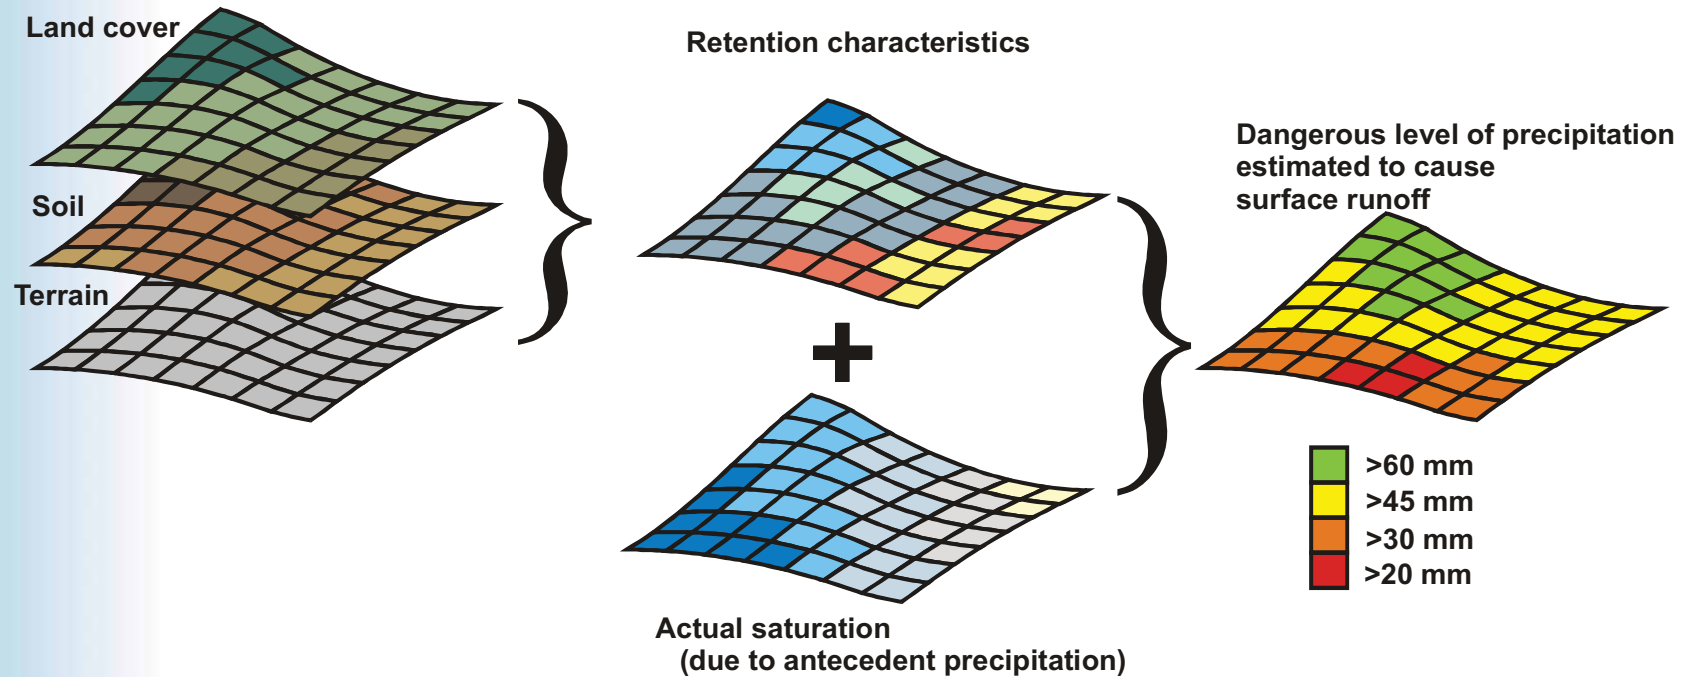 Land cover
Soil
Terrain
Retention characteristics
+
Actual saturation
(due to antecedent precipitation)
Dangerous level of precipitation
estimated to cause
surface runoff
>60 mm
>45 mm
>30 mm
>20 mm